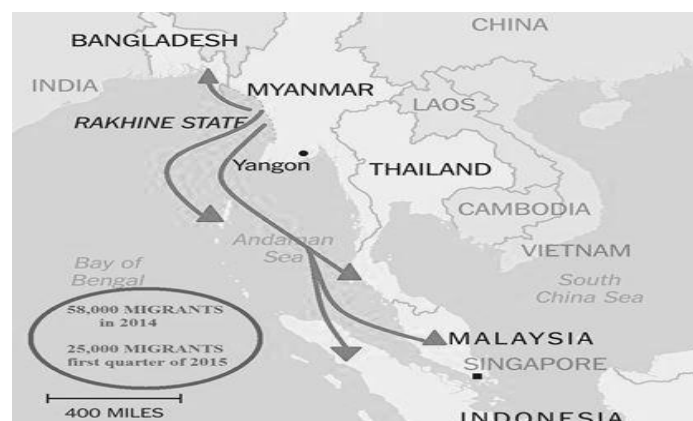 CHINA
BANGLADESH
INDIA
MYANMAR
LAOS
RAKHINE STATE
Yangon
THAILAND
CAMBODIA
Andaman
Sea
VIETNAM
Bay of
Bengal
South
China Sea
58,000 MIGRANTS
in 2014
25,000 MIGRANTS
first quarter of 2015
MALAYSIA
SINGAPORE
400 MILES
INDONESIA